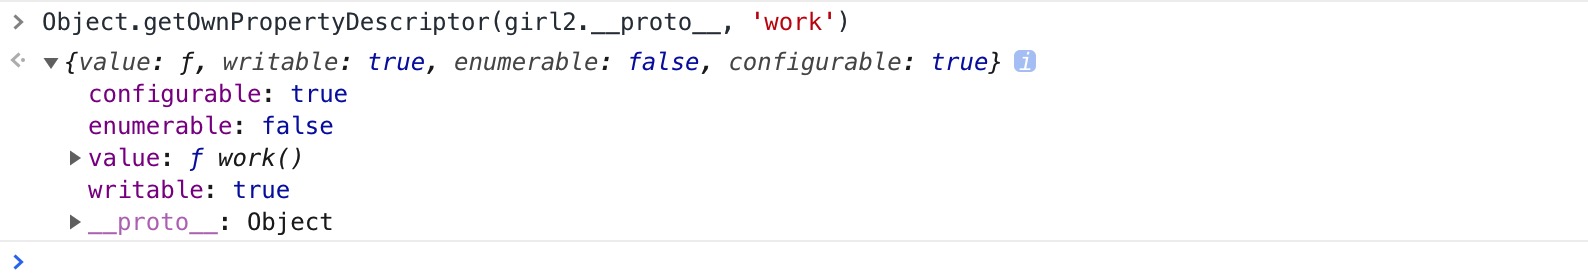 > Object.getOwnPropertyDescriptor(girl2.__proto__, 'work')
<· ▼{value: ƒ, writable: true, enumerable: false, configurable: true} i
configurable: true
enumerable: false
▶ value: ƒ work()
writable: true
▶ __proto__: Object
>